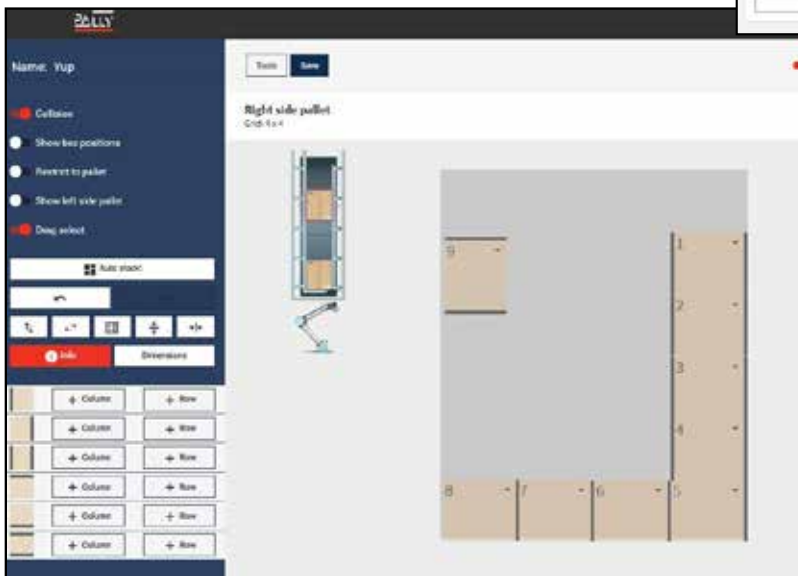 PALLY
Name: Yup
Collision
Show box positions
Restrict to pallet
Show left side pallet
Drag select
Auto stack!
Info
Dimensions
+ Column
+ Row
+ Column
+ Row
+ Column
+ Row
+ Column
+ Row
+ Column
+ Row
+ Column
+ Row
Tools
Save
Right side pallet
9
1
2
3
4
8
7
6
5